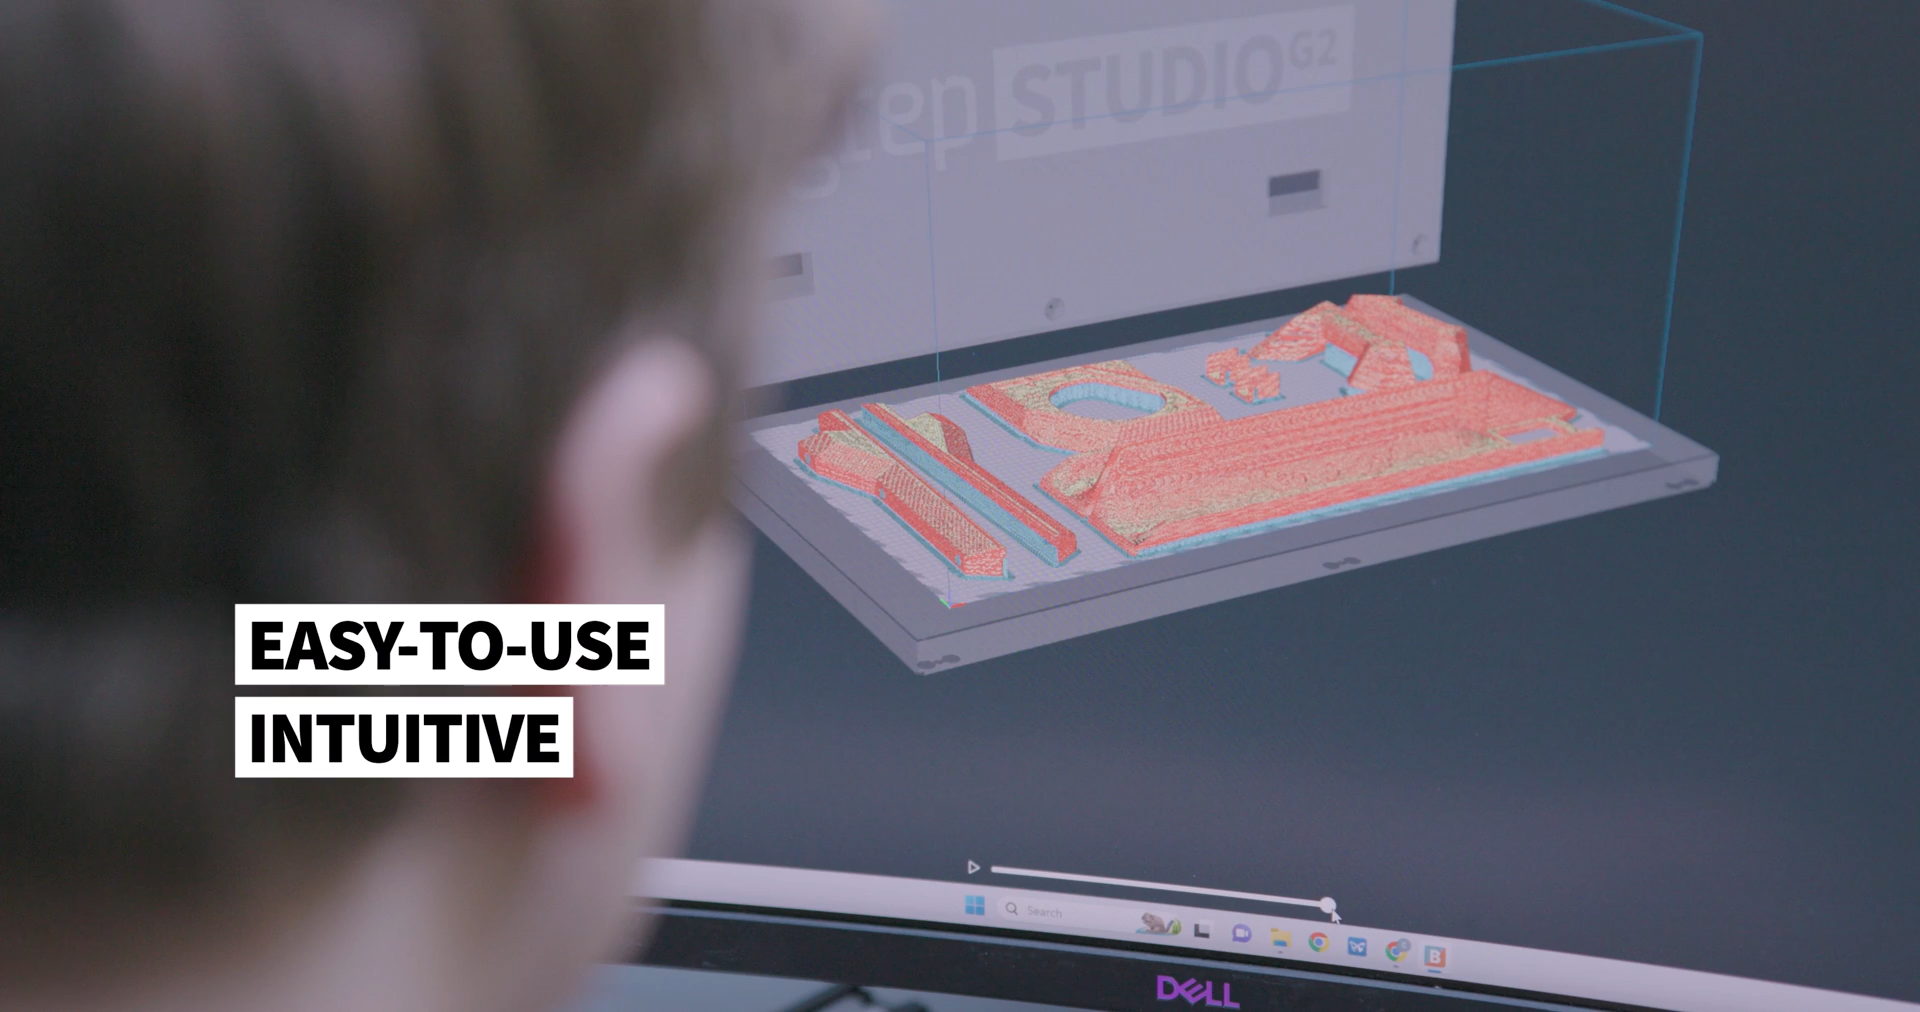 STUDIO G2
EASY-TO-USE
INTUITIVE
Search
B
DELL